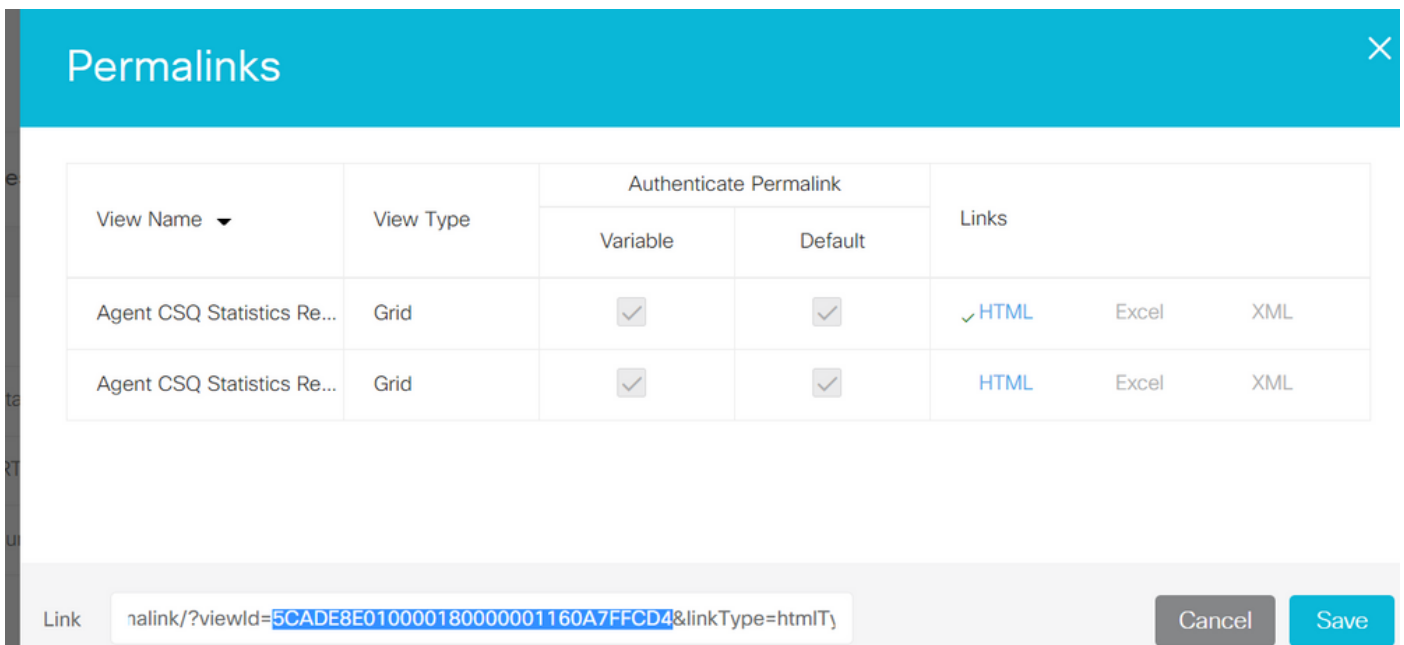 Permalinks
Authenticate Permalink
View Name View Type Links
Variable Default
Agent CSQ Statistics Re... Grid HTML Excel XML
Agent CSQ Statistics Re... Grid HTML Excel XML
Link nalink/?viewId=5CADE8E01000018000000001160A7FFCD4&linkType=htmlTy Cancel Save